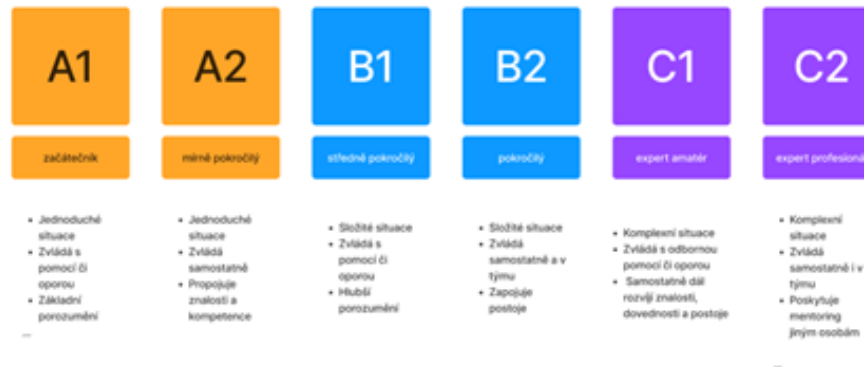 A1
A2
B1
B2
C1
C2
začátečník
mírně pokročilý
středně pokročilý
pokročilý
expert amatér
expert profesioná
• Jednoduché
situace
• Zvládá s
pomocí či
oporou
• Základní
porozumění
...
• Jednoduché
situace
• Zvládá
samostatně
• Propojuje
znalosti a
kompetence
• Složité situace
• Zvládá s
pomocí či
oporou
• Hlubší
porozumění
• Složité situace
• Zvládá
samostatně a v
týmu
• Zapojuje
postoje
• Komplexní situace
• Zvládá s odbornou
pomocí či oporou
• Samostatně dál
rozvíjí znalosti,
dovednosti a postoje
• Komplexní
situace
• Zvládá
samostatně i v
týmu
• Poskytuje
mentoring
jiným osobám